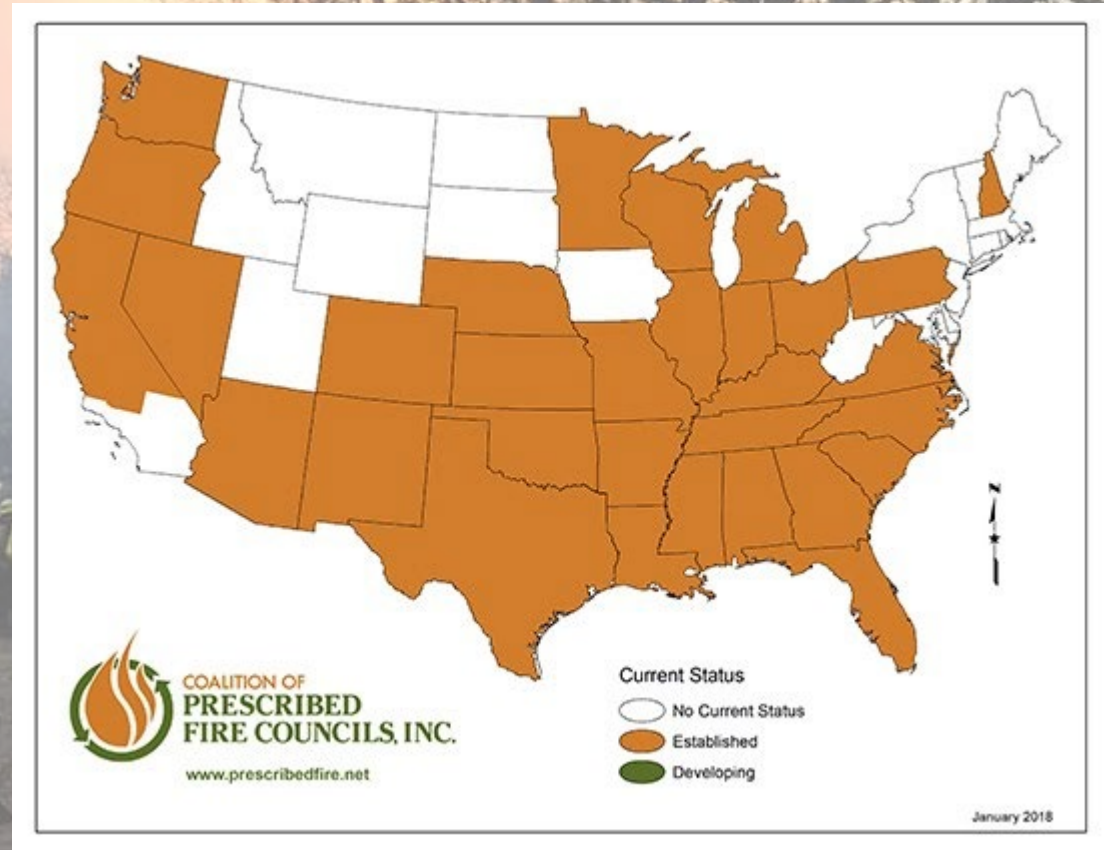 N
COALITION OF
PRESCRIBED
FIRE COUNCILS, INC.
www.prescribedfire.net
Current Status
No Current Status
Established
Developing
January 2018